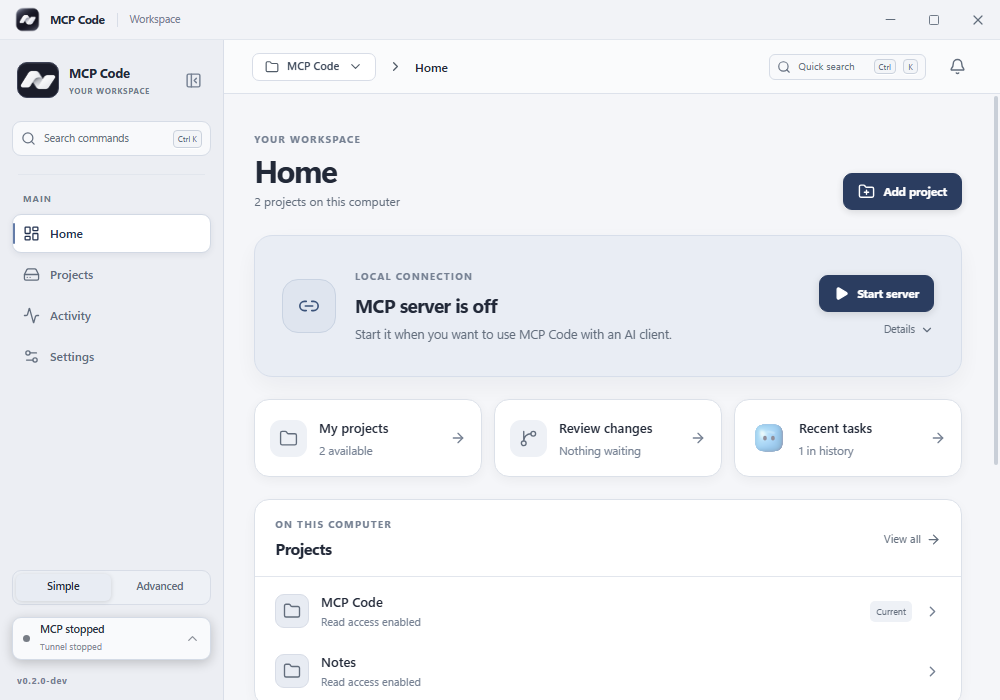 MCP Code
Workspace
MCP Code
YOUR WORKSPACE
Search commands
Ctrl K
MAIN
Home
Projects
Activity
Settings
Simple
Advanced
MCP stopped
Tunnel stopped
v0.2.0-dev
MCP Code
Home
Quick search
Ctrl
K
YOUR WORKSPACE
Home
2 projects on this computer
Add project
LOCAL CONNECTION
MCP server is off
Start it when you want to use MCP Code with an AI client.
Start server
Details
My projects
2 available
Review changes
Nothing waiting
Recent tasks
1 in history
ON THIS COMPUTER
Projects
View all
MCP Code
Read access enabled
Current
Notes
Read access enabled